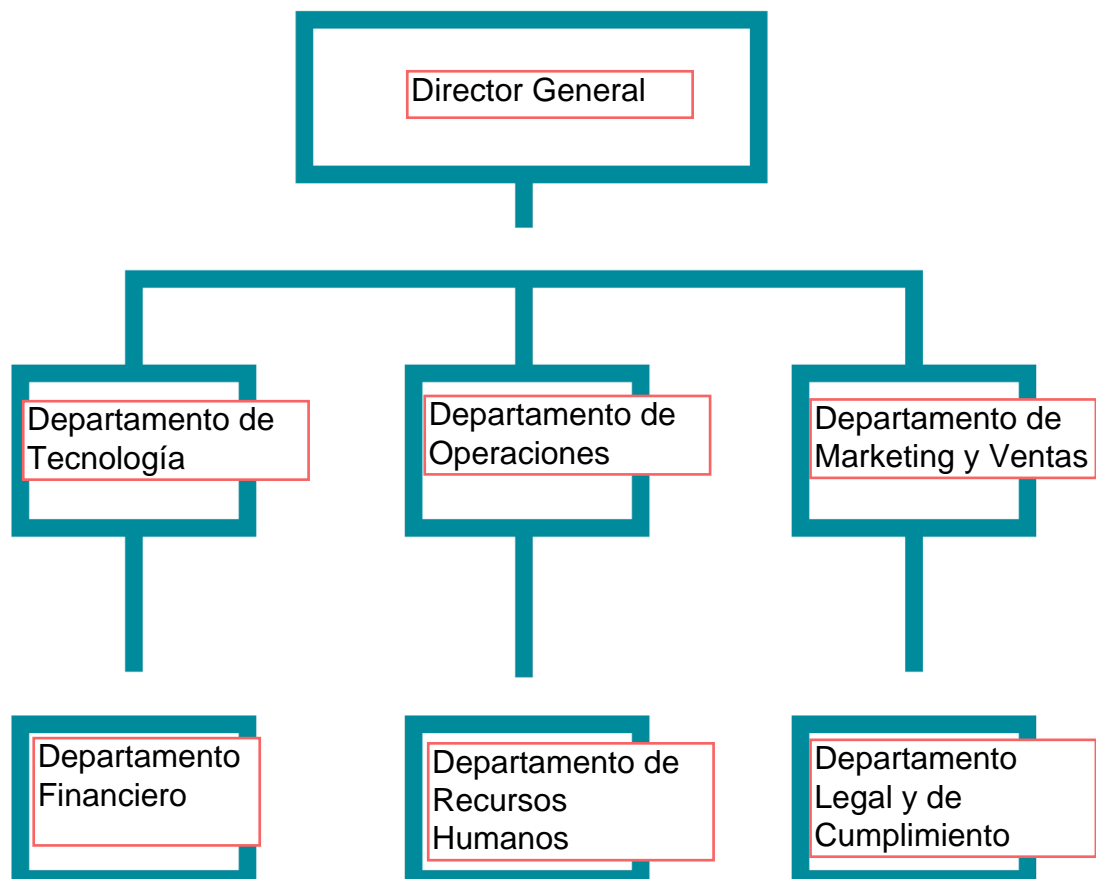 Director General
Departamento de
Tecnología
Departamento de
Operaciones
Departamento de
Marketing y Ventas
Departamento
Financiero
Departamento de
Recursos
Humanos
Departamento
Legal y de
Cumplimiento